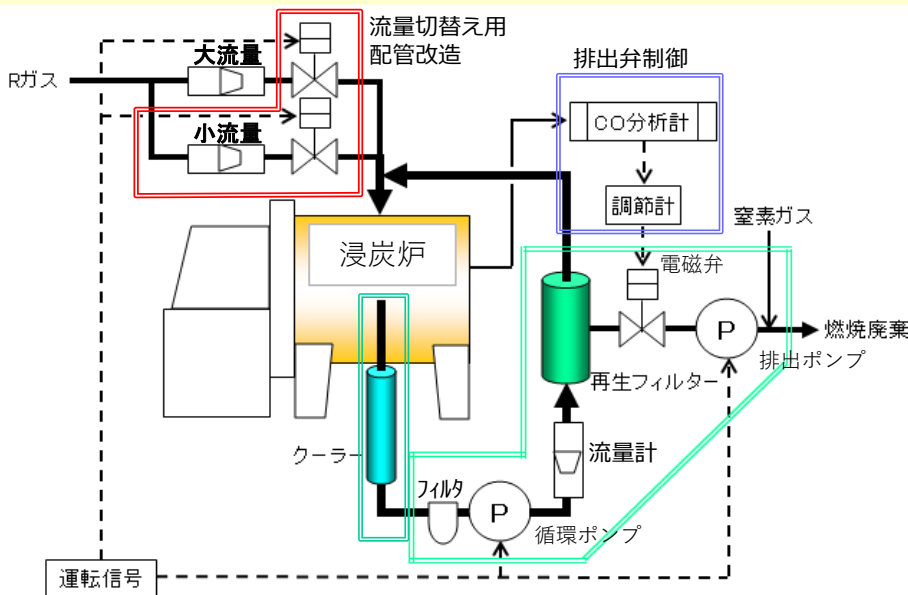 流量切替え用
配管改造
大流量
Rガス
小流量
排出弁制御
CO分析計
調節計
窒素ガス
浸炭炉
電磁弁
P
燃焼廃棄
排出ポンプ
再生フィルター
クーラー
流量計
フィルタ
P
循環ポンプ
運転信号